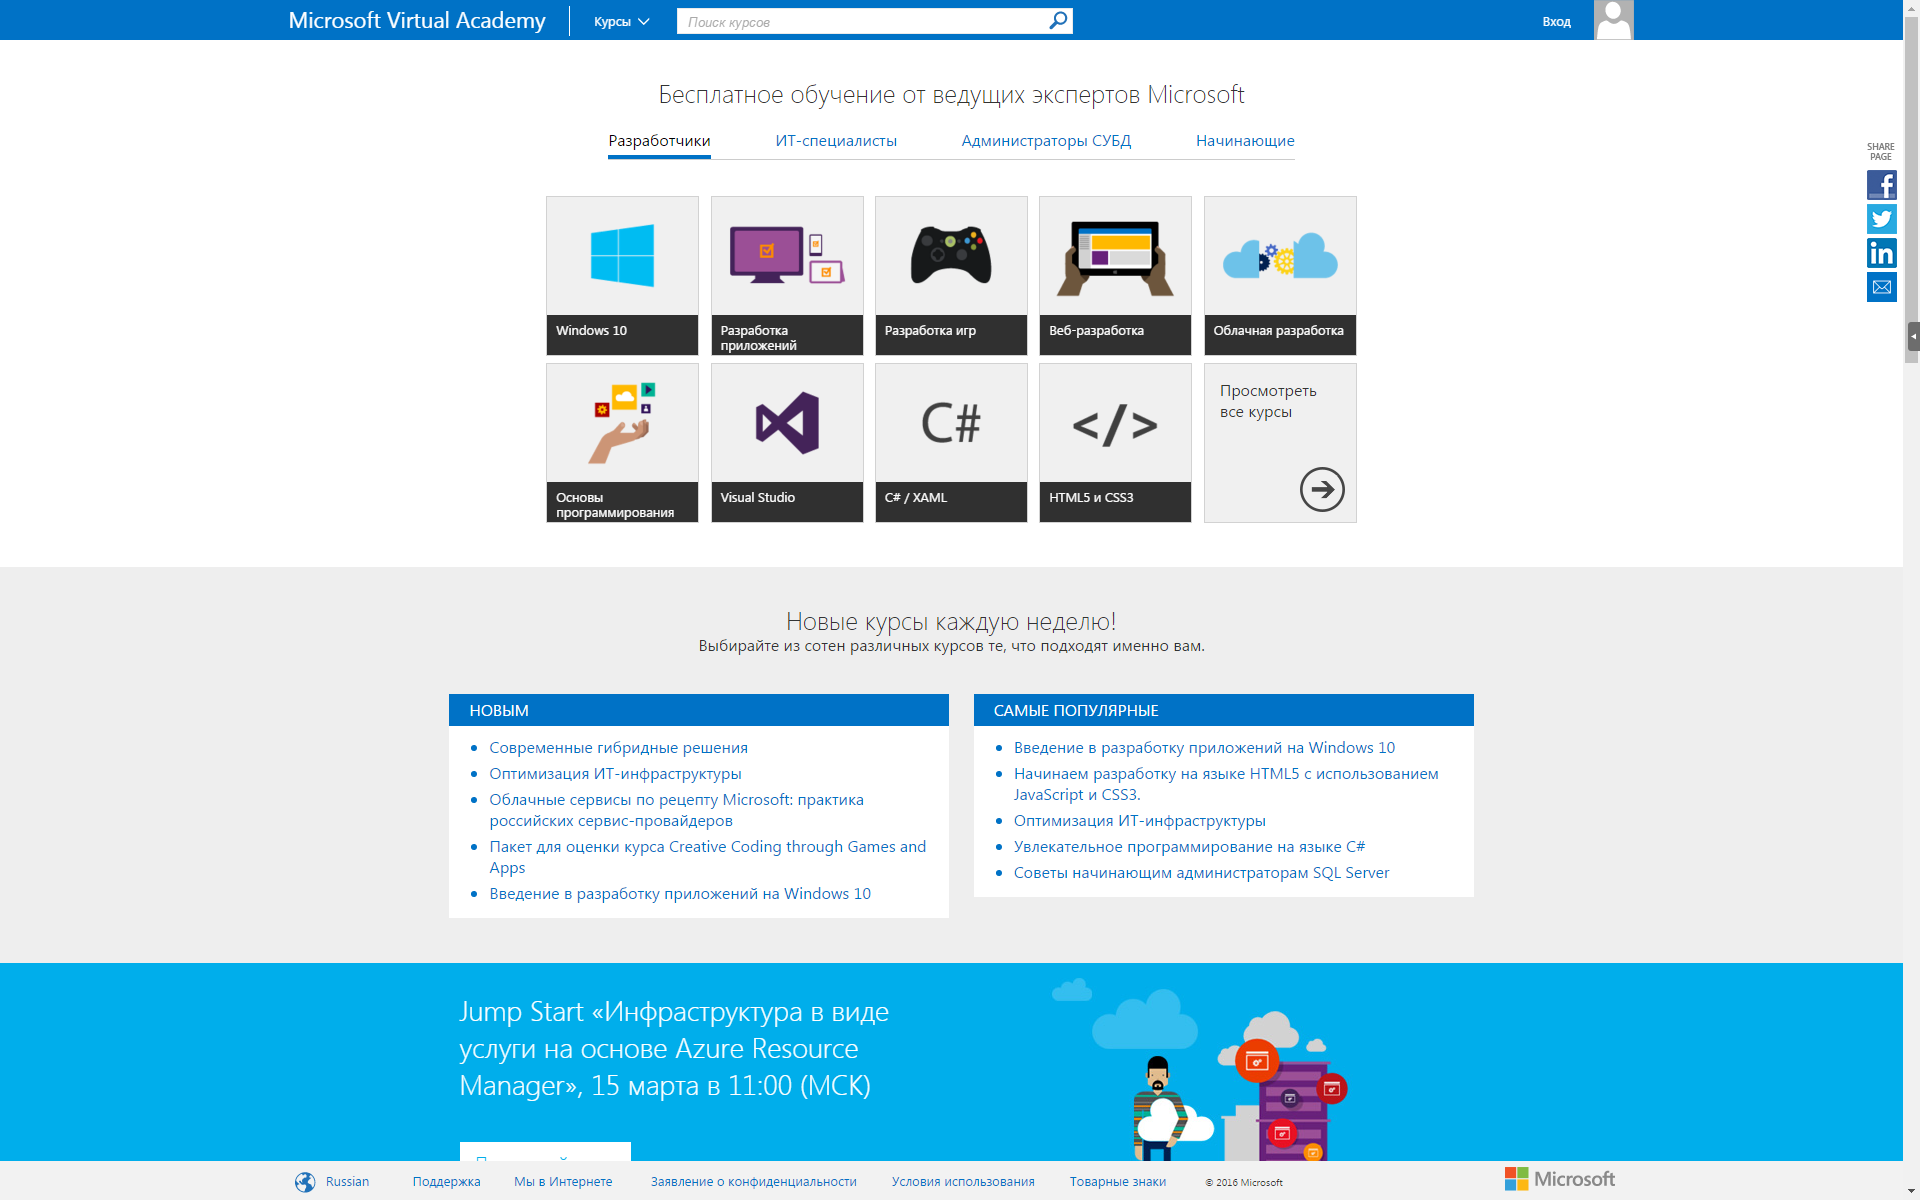 Microsoft Virtual Academy
Курсы
Поиск курсов
Вход
Бесплатное обучение от ведущих экспертов Microsoft
Разработчики
ИТ-специалисты
Администраторы СУБД
Начинающие
SHARE
PAGE
Windows 10
Разработка
приложений
Разработка игр
Веб-разработка
Облачная разработка
C#
</>
Просмотреть
все курсы
Основы
программирования
Visual Studio
C# / XAML
HTML5 и CSS3
Новые курсы каждую неделю!
Выбирайте из сотен различных курсов те, что подходят именно вам.
НОВЫМ
Современные гибридные решения
Оптимизация ИТ-инфраструктуры
Облачные сервисы по рецепту Microsoft: практика
российских сервис-провайдеров
Пакет для оценки курса Creative Coding through Games and
Apps
Введение в разработку приложений на Windows 10
САМЫЕ ПОПУЛЯРНЫЕ
Введение в разработку приложений на Windows 10
Начинаем разработку на языке HTML5 с использованием
JavaScript и CSS3.
Оптимизация ИТ-инфраструктуры
Увлекательное программирование на языке C#
Советы начинающим администраторам SQL Server
Jump Start «Инфраструктура в виде
услуги на основе Azure Resource
Manager», 15 марта в 11:00 (МСК)
Russian
Поддержка
Мы в Интернете
Заявление о конфиденциальности
Условия использования
Товарные знаки
© 2016 Microsoft
Microsoft